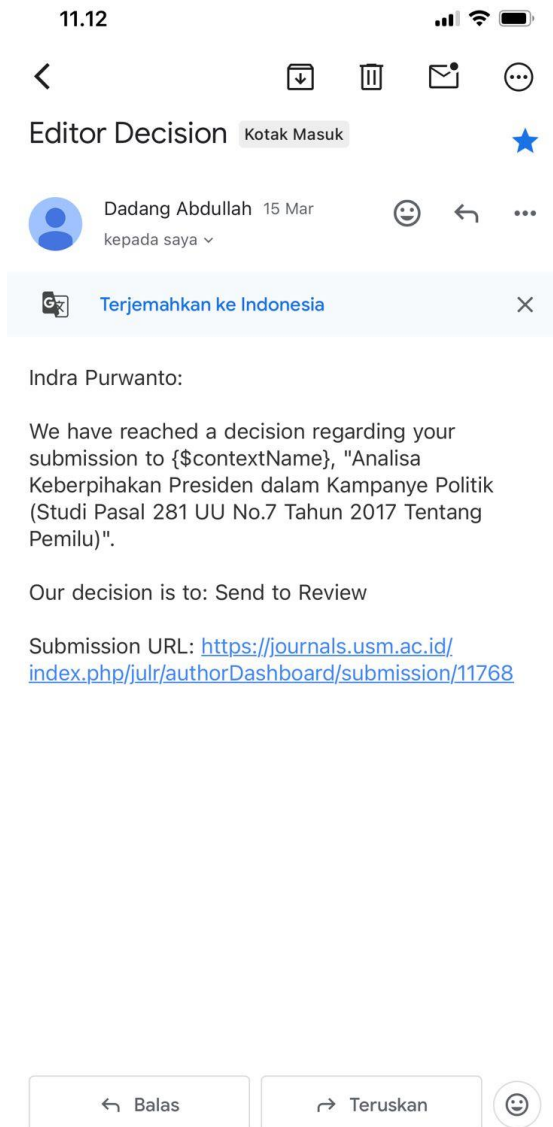 11.12
Editor Decision Kotak Masuk
Dadang Abdullah 15 Mar
kepada saya
Terjemahkan ke Indonesia
Indra Purwanto:
We have reached a decision regarding your
submission to {$contextName}, "Analisa
Keberpihakan Presiden dalam Kampanye Politik
(Studi Pasal 281 UU No.7 Tahun 2017 Tentang
Pemilu)".
Our decision is to: Send to Review
Submission URL: https://journals.usm.ac.id/
index.php/julr/authorDashboard/submission/11768
Balas
Teruskan